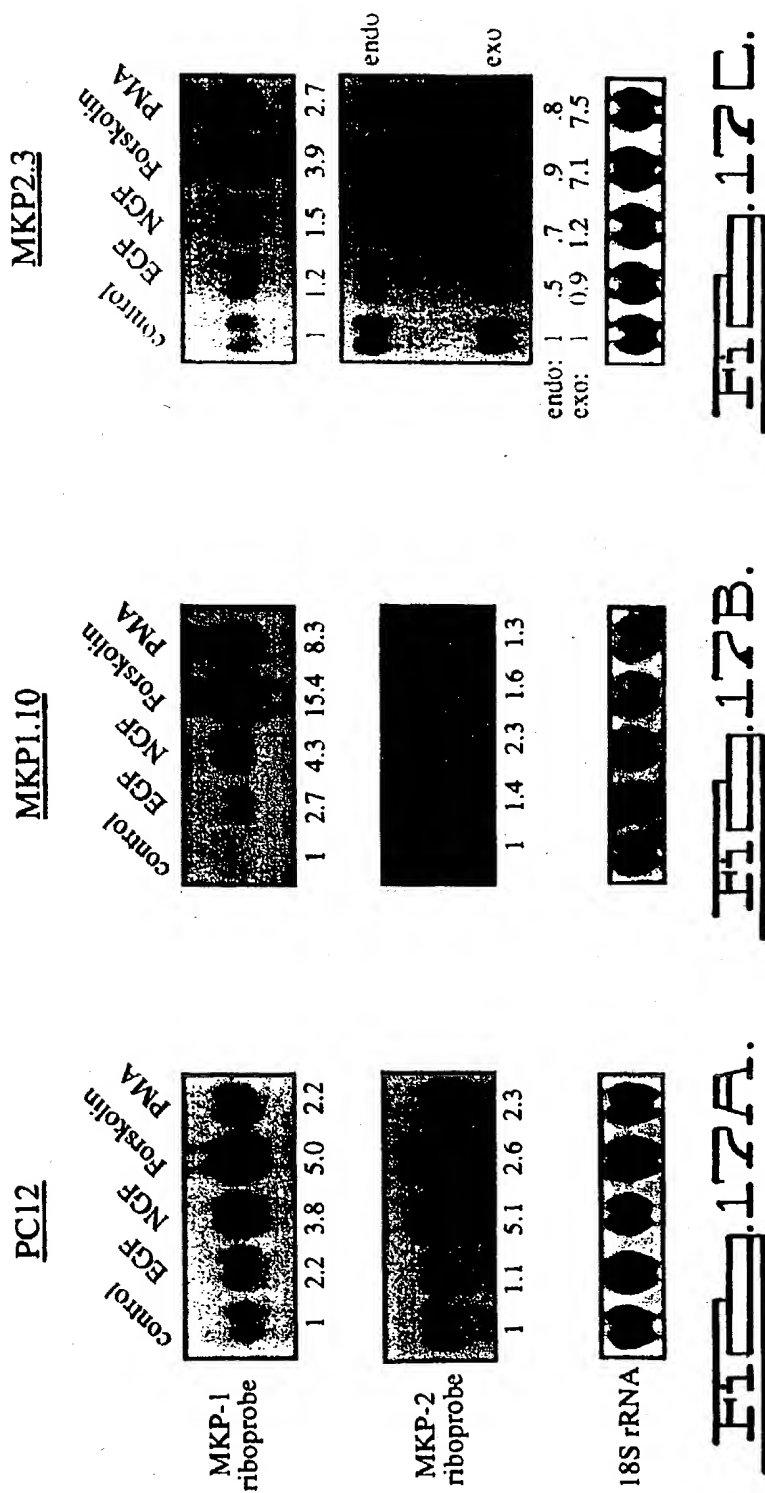 PC12
control EGF NGF Forskolin PMA
MKP-1
riboprobe
1 2.2 3.8 5.0 2.2
MKP-2
riboprobe
1 1.1 5.1 2.6 2.3
18S rRNA
Fig. 17A.
MKP1.10
control EGF NGF Forskolin PMA
1 2.7 4.3 15.4 8.3
1 1.4 2.3 1.6 1.3
Fig. 17B.
MKP2.3
control EGF NGF Forskolin PMA
1 1.2 1.5 3.9 2.7
endo
exo
endo: 1 .5 .7 .9 .8
exo: 1 0.9 1.2 7.1 7.5
Fig. 17C.